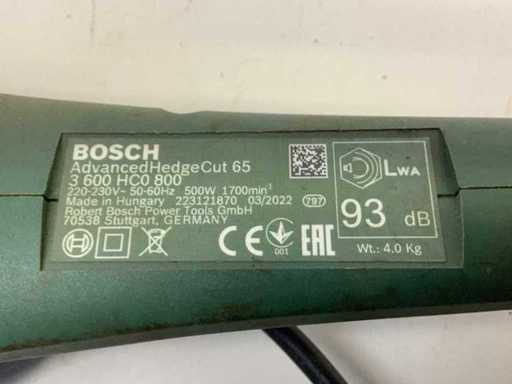 BOSCH
AdvancedHedgeCut 65
3 600 HC0 800
220-230V~ 50-60Hz 500W 1700min⁻¹
Made in Hungary 223121870 03/2022 797
Robert Bosch Power Tools GmbH
70538 Stuttgart, GERMANY
CE 001 EAC
LWA
93 dB
Wt.: 4.0 Kg